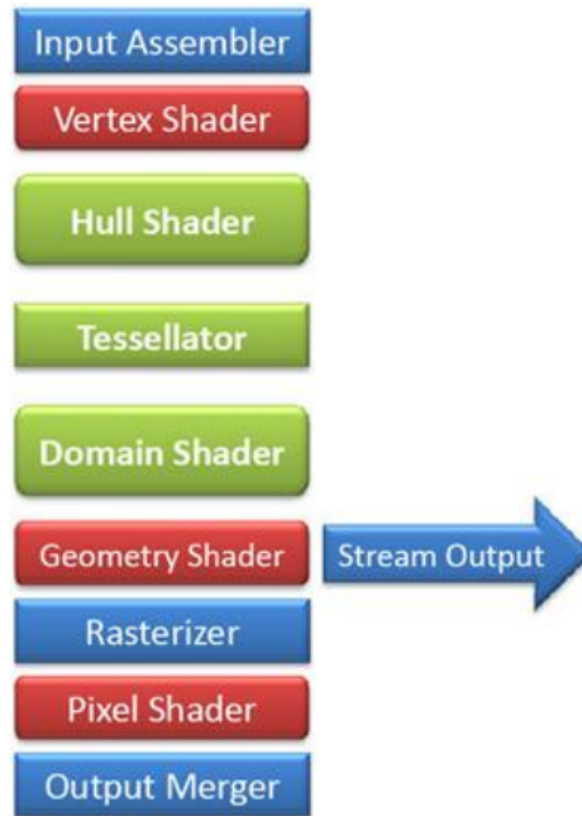 Input Assembler
Vertex Shader
Hull Shader
Tessellator
Domain Shader
Geometry Shader
Stream Output
Rasterizer
Pixel Shader
Output Merger